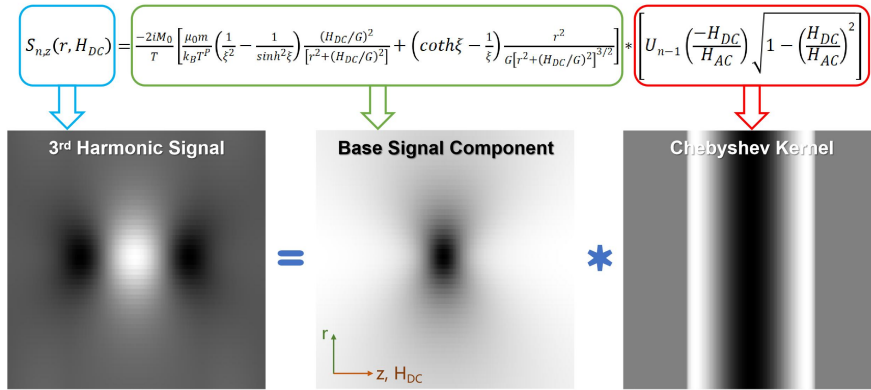 S_{n,z}(r, H_{DC}) = \frac{-2iM_0}{T} \left[ \frac{\mu_0 m}{k_B T^P} \left( \frac{1}{\xi^2} - \frac{1}{sinh^2 \xi} \right) \frac{(H_{DC}/G)^2}{[r^2+(H_{DC}/G)^2]} + \left( coth\xi - \frac{1}{\xi} \right) \frac{r^2}{G[r^2+(H_{DC}/G)^2]^{3/2}} \right] * \left[ U_{n-1} \left( \frac{-H_{DC}}{H_{AC}} \right) \sqrt{1 - \left( \frac{H_{DC}}{H_{AC}} \right)^2} \right]
3rd Harmonic Signal
Base Signal Component
Chebyshev Kernel
=
*
r
z, H_{DC}